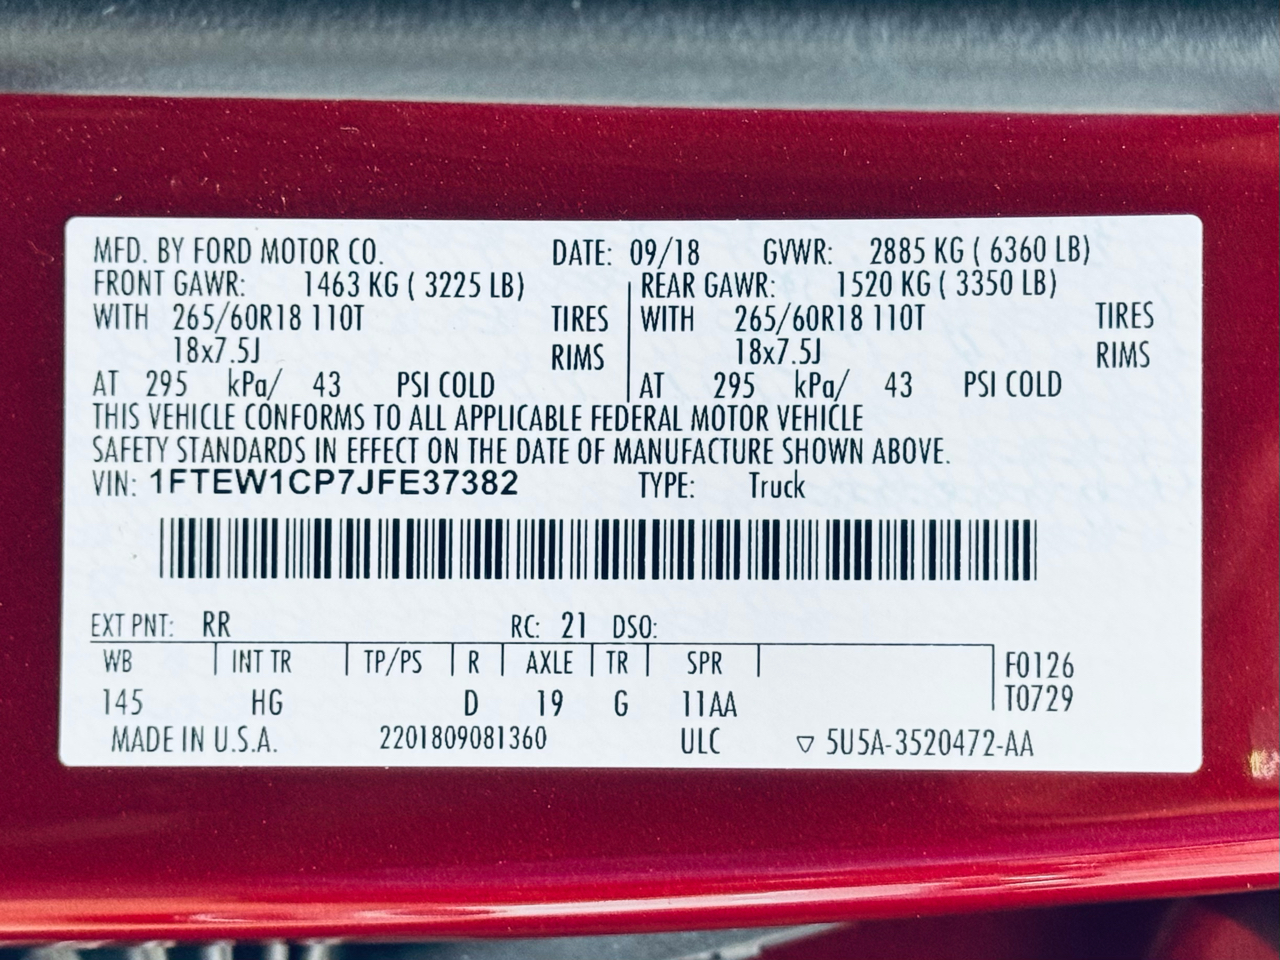 MFD. BY FORD MOTOR CO. DATE: 09/18 GVWR: 2885 KG ( 6360 LB)
FRONT GAWR: 1463 KG ( 3225 LB) REAR GAWR: 1520 KG ( 3350 LB)
WITH 265/60R18 110T TIRES WITH 265/60R18 110T TIRES
18x7.5J RIMS 18x7.5J RIMS
AT 295 kPa/ 43 PSI COLD AT 295 kPa/ 43 PSI COLD
THIS VEHICLE CONFORMS TO ALL APPLICABLE FEDERAL MOTOR VEHICLE
SAFETY STANDARDS IN EFFECT ON THE DATE OF MANUFACTURE SHOWN ABOVE.
VIN: 1FTEW1CP7JFE37382 TYPE: Truck
EXT PNT: RR RC: 21 DSO:
WB INT TR TP/PS R AXLE TR SPR F0126
145 HG D 19 G 11AA T0729
MADE IN U.S.A. 2201809081360 ULC ▽ 5U5A-3520472-AA